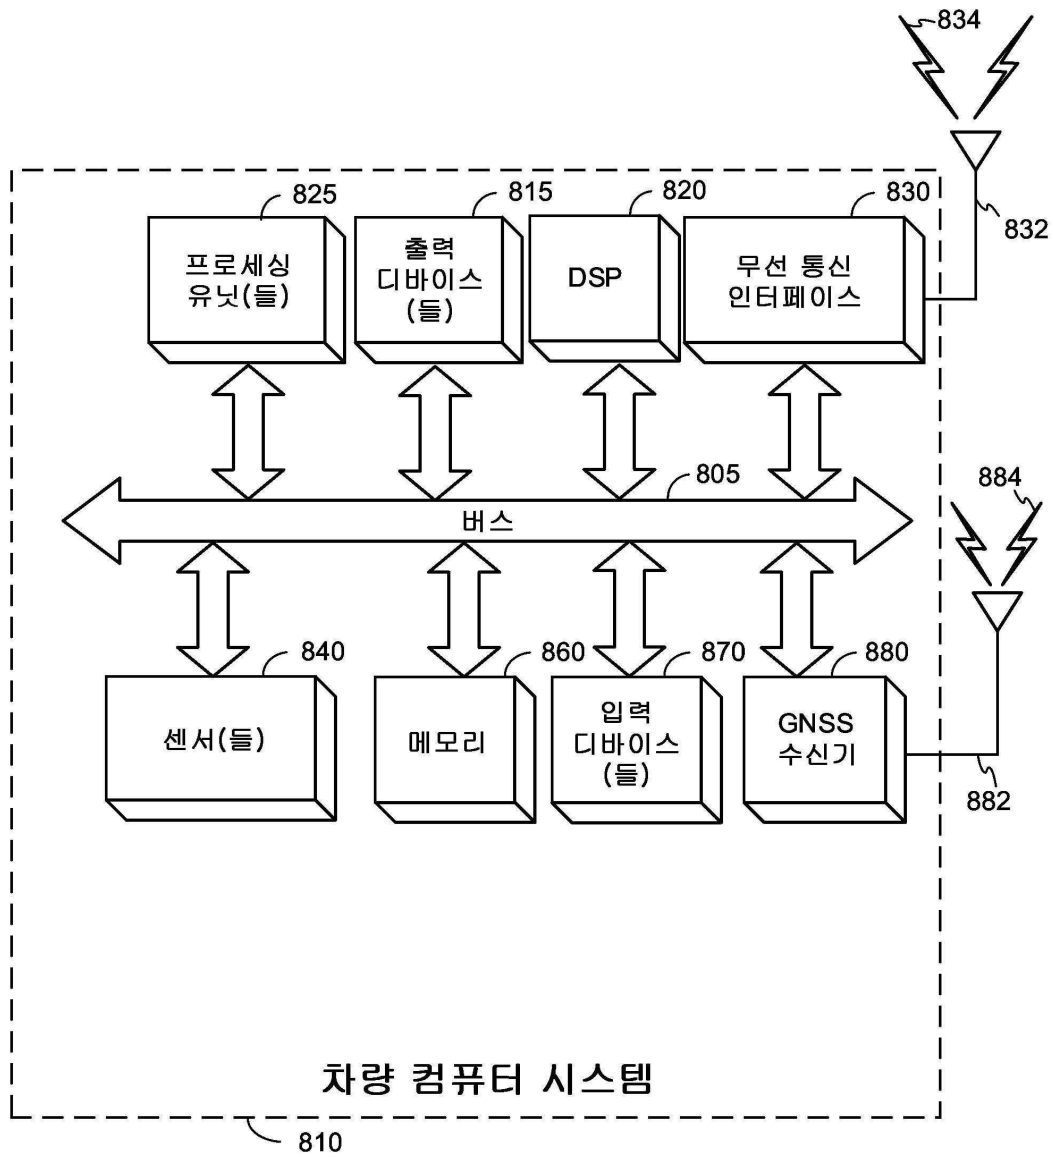 834
832
825
815
820
830
프로세싱
유닛(들)
출력
디바이스
(들)
DSP
무선 통신
인터페이스
805
버스
884
840
860
870
880
센서(들)
메모리
입력
디바이스
(들)
GNSS
수신기
882
차량 컴퓨터 시스템
810